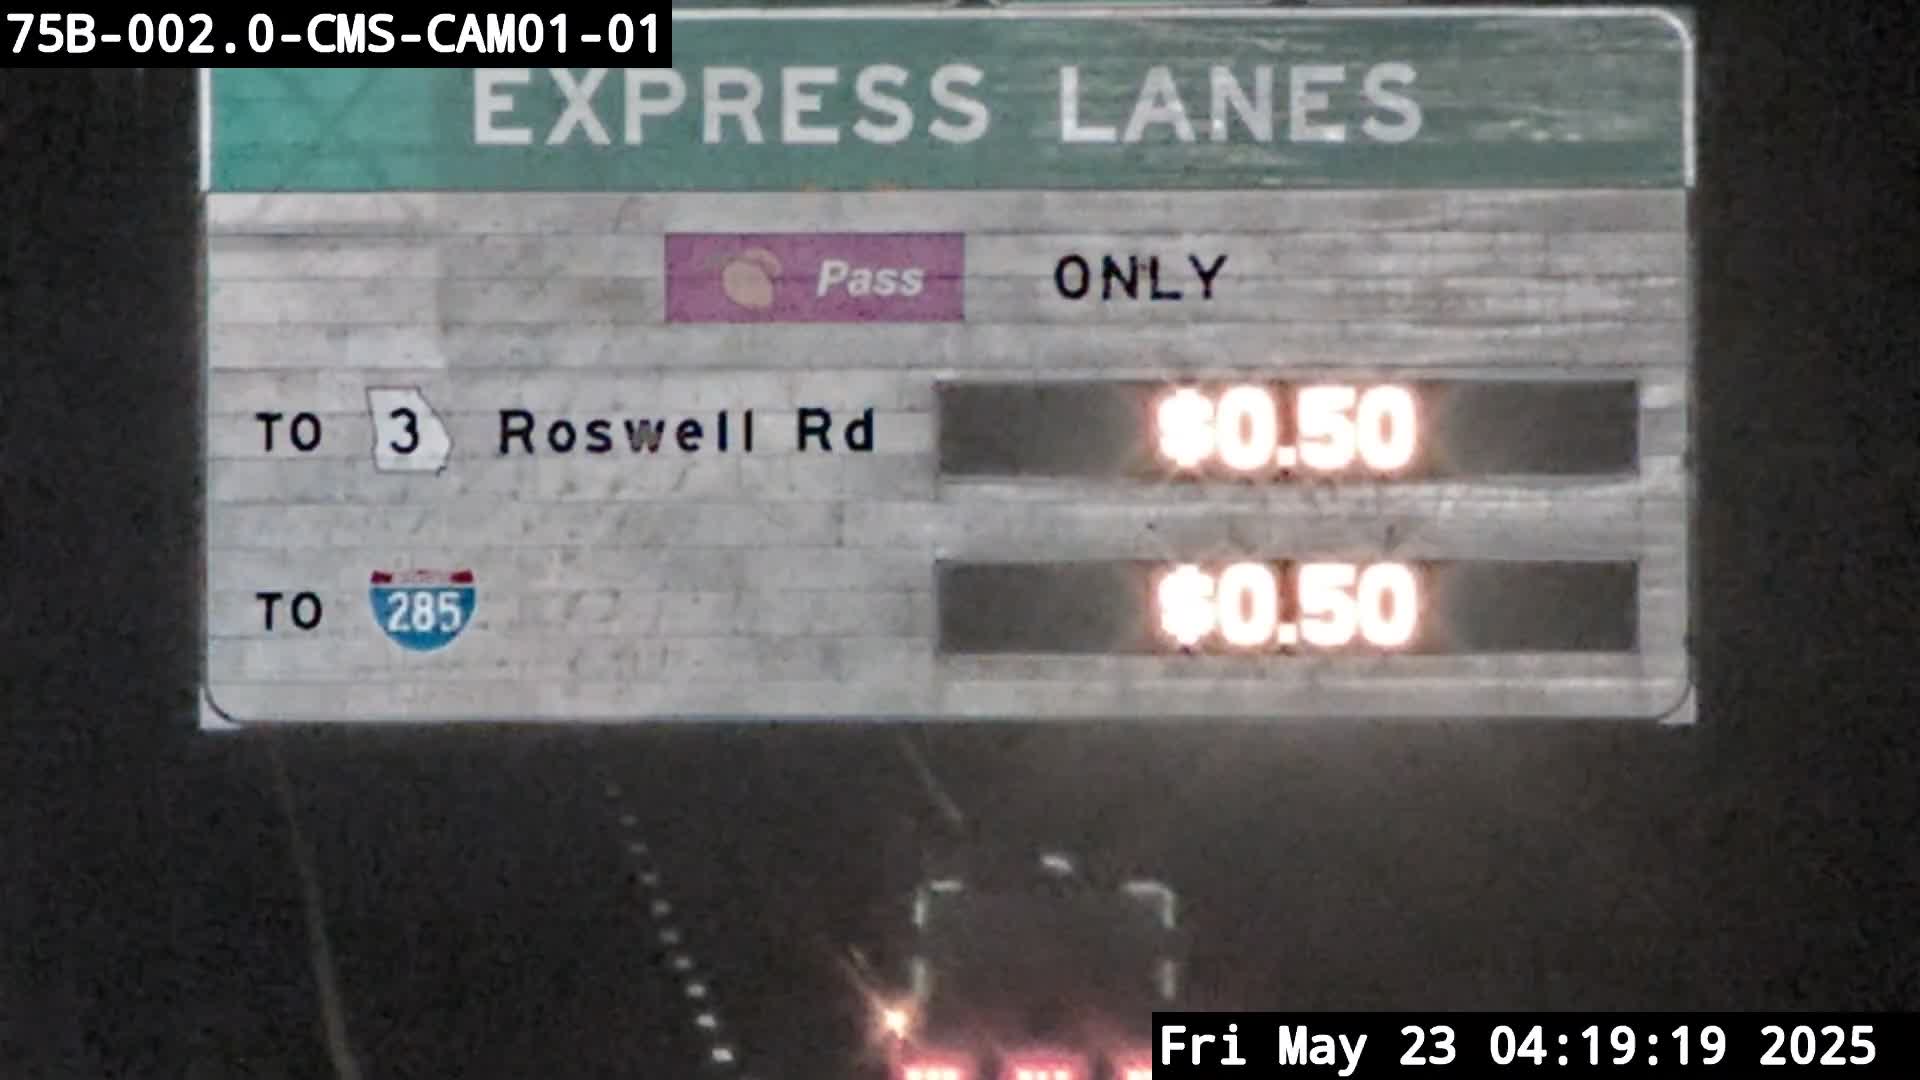 75B-002.0-CMS-CAM01-01
EXPRESS LANES
Pass ONLY
TO 3 Roswell Rd $0.50
TO 285 $0.50
Fri May 23 04:19:19 2025